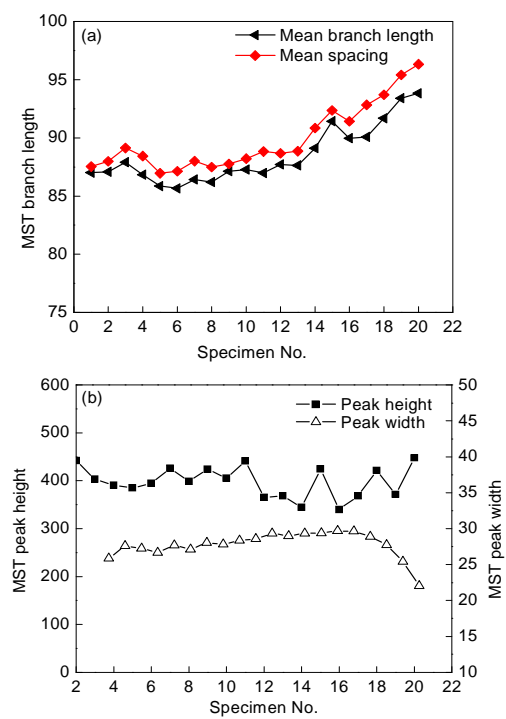 (a)
Mean branch length
Mean spacing
100
95
90
85
80
75
MST branch length
0 2 4 6 8 10 12 14 16 18 20 22
Specimen No.
(b)
Peak height
Peak width
600
500
400
300
200
100
0
MST peak height
50
45
40
35
30
25
20
15
10
MST peak width
2 4 6 8 10 12 14 16 18 20 22
Specimen No.